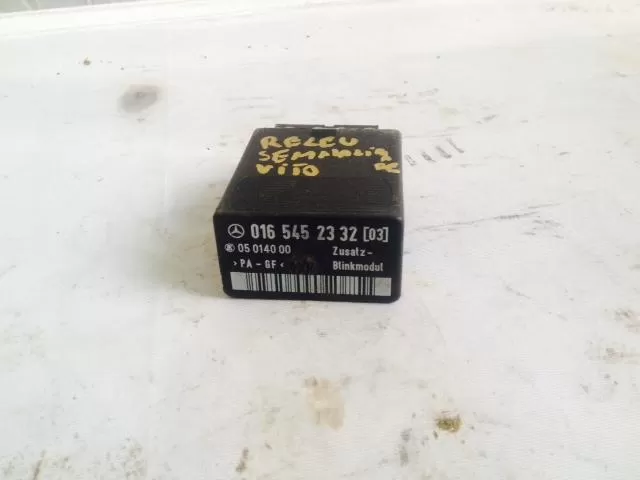 RELEU
SEMNALIZ
VITO
016 545 23 32 [03]
05 0140 00
Zusatz-
>PA-GF<
Blinkmodul